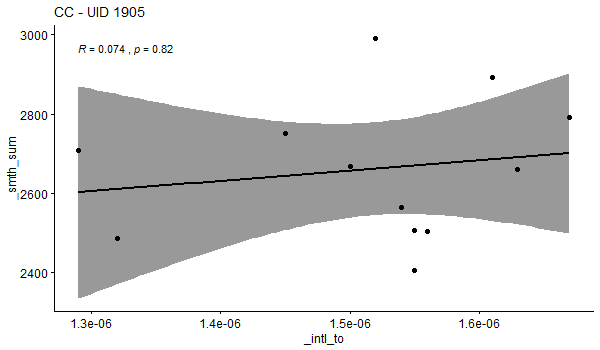 CC - UID 1905
R = 0.074 , p = 0.82
3000
2800
2600
2400
_smth_sum
1.3e-06 1.4e-06 1.5e-06 1.6e-06
_intl_to